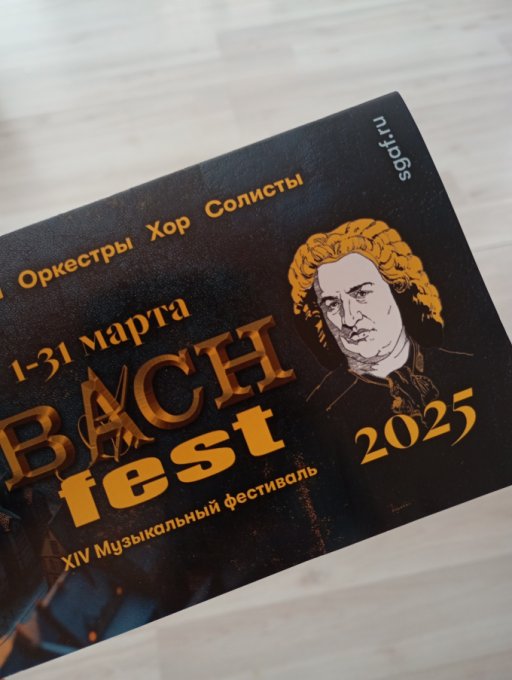 sgaf.ru
Оркестры Хор Солисты
1-31 марта
BACH
fest
2025
XIV Музыкальный фестиваль